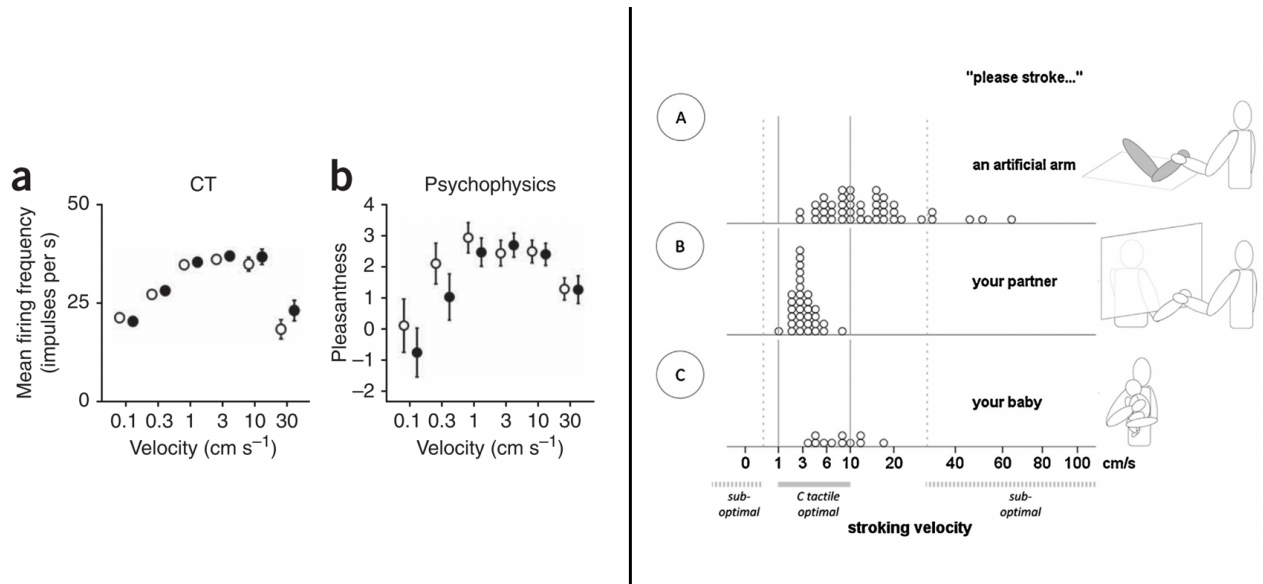 a
CT
Mean firing frequency
(impulses per s)
50
25
0
0.1 0.3 1 3 10 30
Velocity (cm s⁻¹)
b
Psychophysics
Pleasantness
4
3
2
1
0
−1
−2
0.1 0.3 1 3 10 30
Velocity (cm s⁻¹)
"please stroke..."
A
an artificial arm
B
your partner
C
your baby
0 1 3 6 10 20 40 60 80 100 cm/s
sub-
optimal
C tactile
optimal
sub-
optimal
stroking velocity